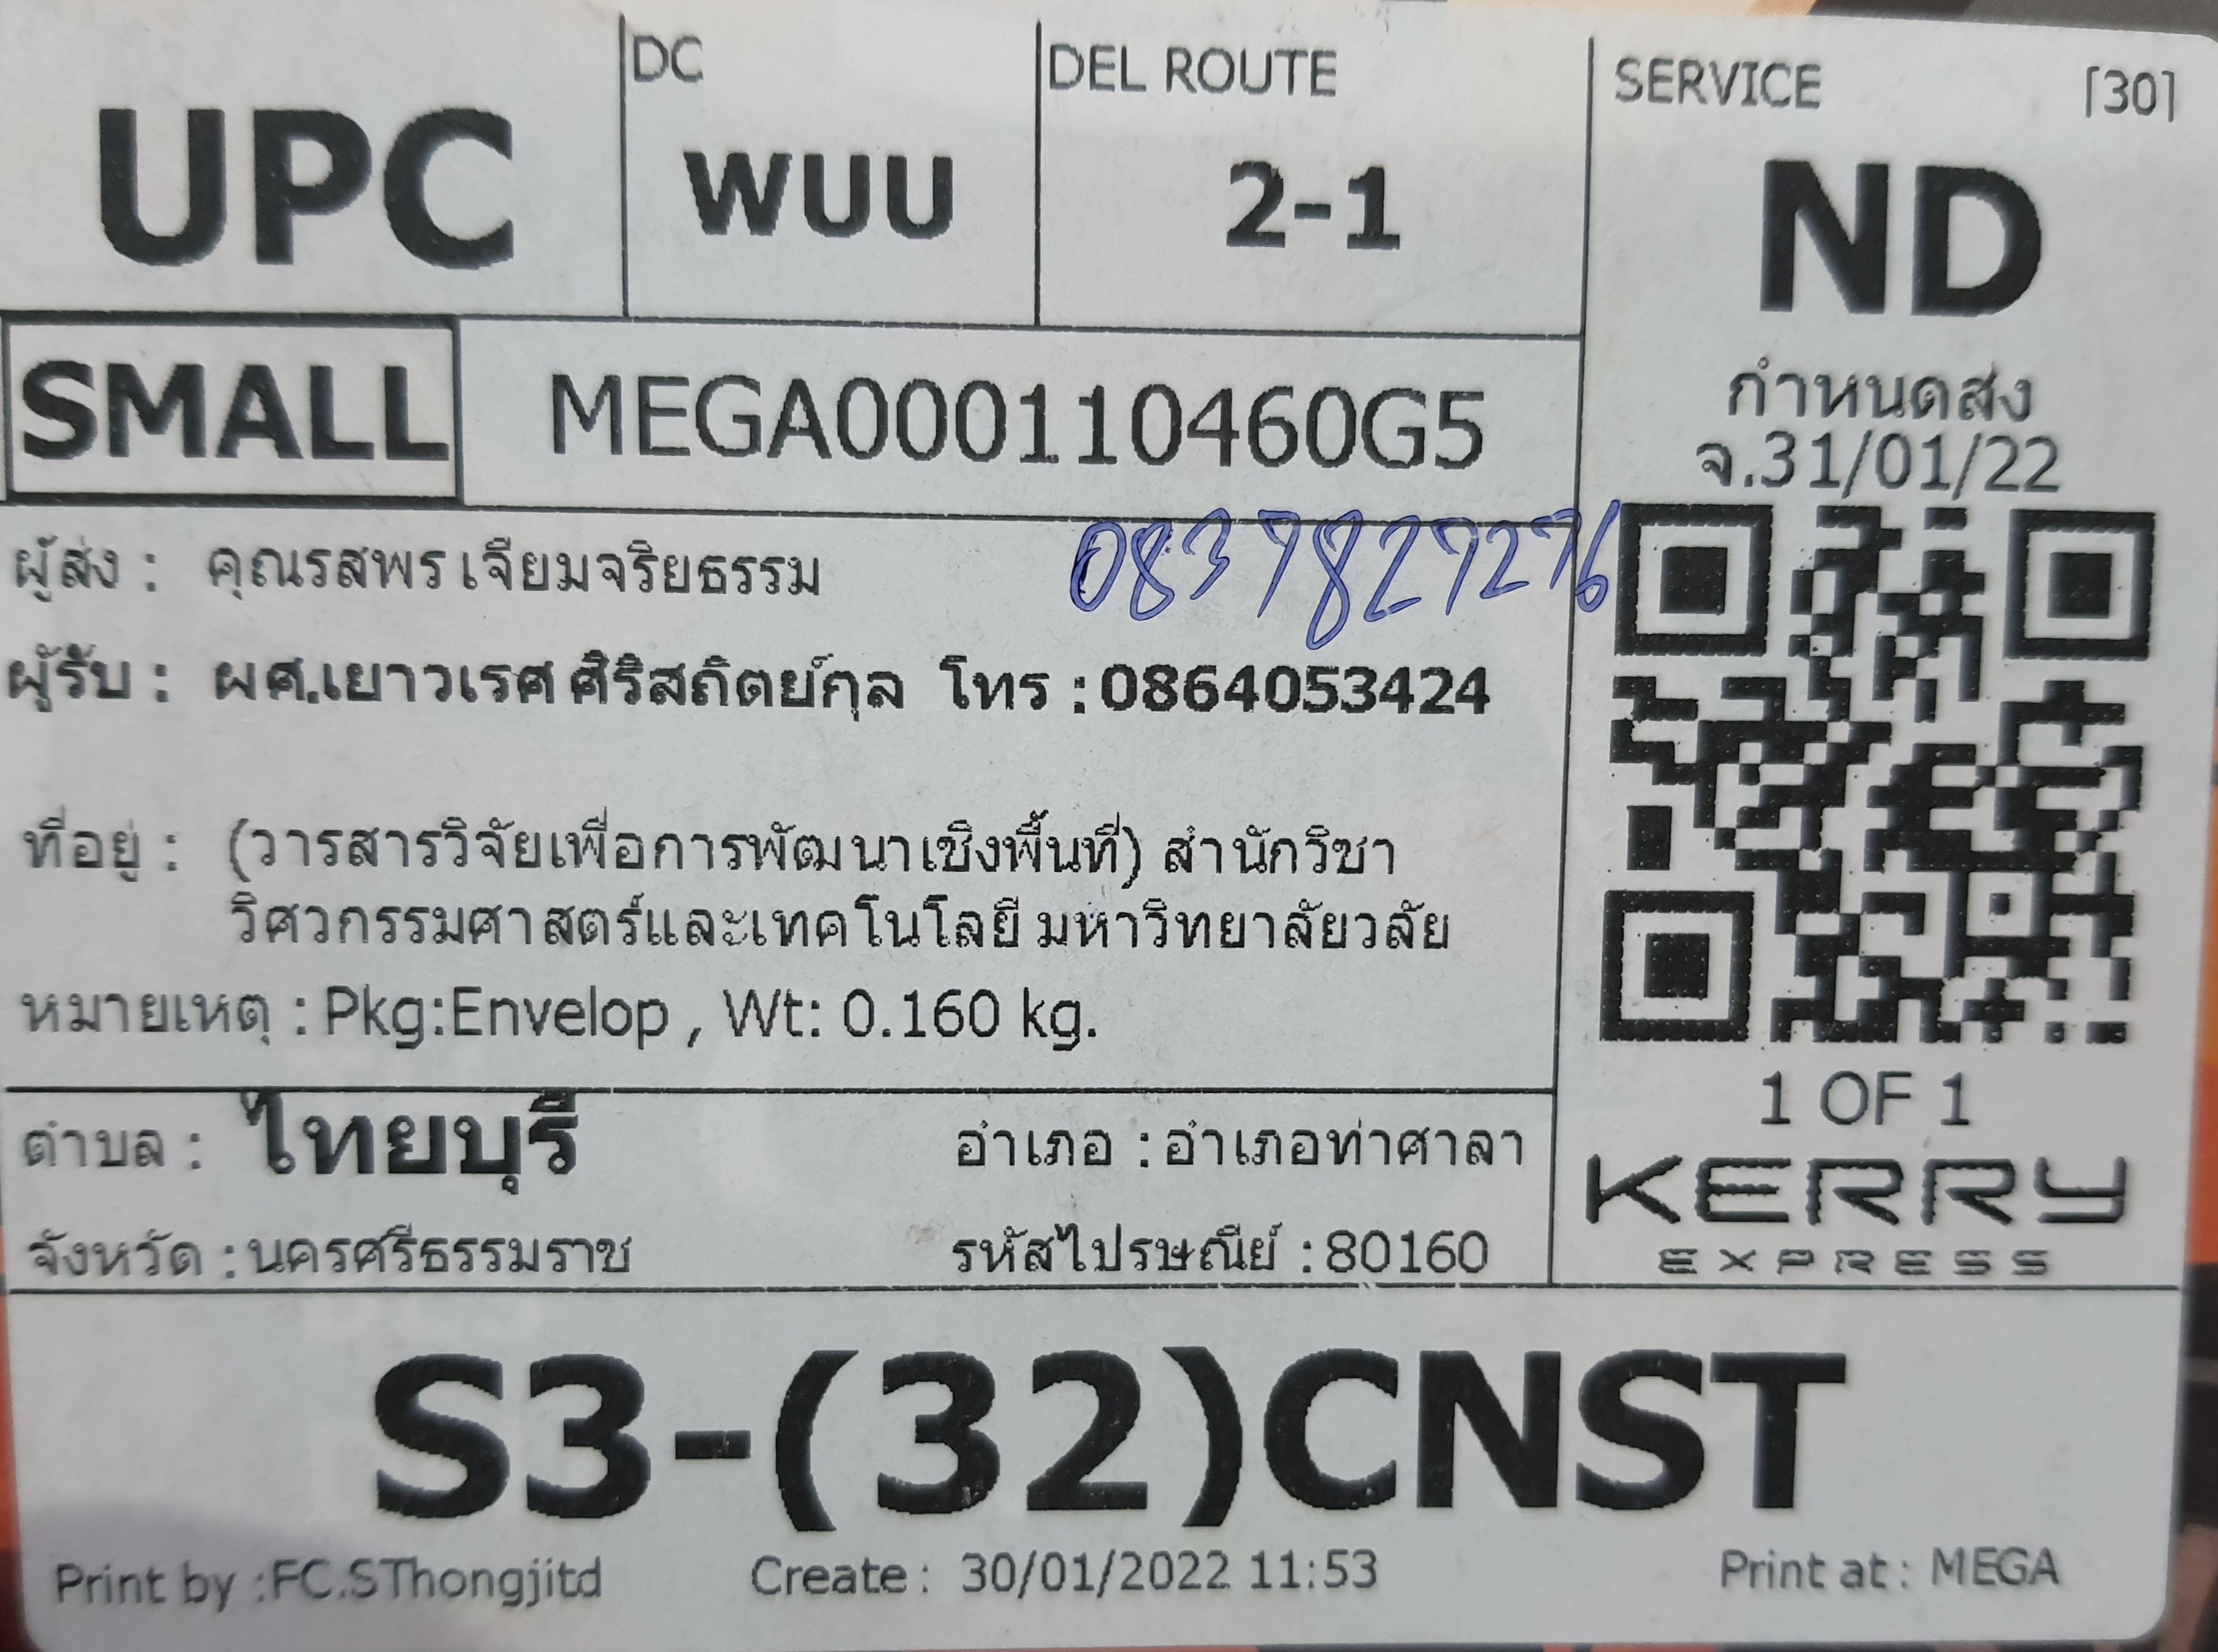 DC
DEL ROUTE
SERVICE [30]
UPC
WUU
2-1
ND
SMALL
MEGA000110460G5
กำหนดส่ง
จ.31/01/22
0837827276
ผู้ส่ง : คุณรสพร เจียมจริยธรรม
ผู้รับ : ผศ.เยาวเรศ ศิริสถิตย์กุล โทร :0864053424
ที่อยู่ : (วารสารวิจัยเพื่อการพัฒนาเชิงพื้นที่) สำนักวิชา
วิศวกรรมศาสตร์และเทคโนโลยี มหาวิทยาลัยวลัย
หมายเหตุ : Pkg:Envelop , Wt: 0.160 kg.
1 OF 1
KERRY
EXPRESS
ตำบล : ไทยบุรี อำเภอ :อำเภอท่าศาลา
จังหวัด :นครศรีธรรมราช รหัสไปรษณีย์ :80160
S3-(32)CNST
Print by :FC.SThongjitd Create : 30/01/2022 11:53 Print at : MEGA